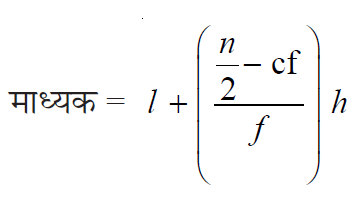 माध्यक = l + ( (n/2 – cf) / f ) h